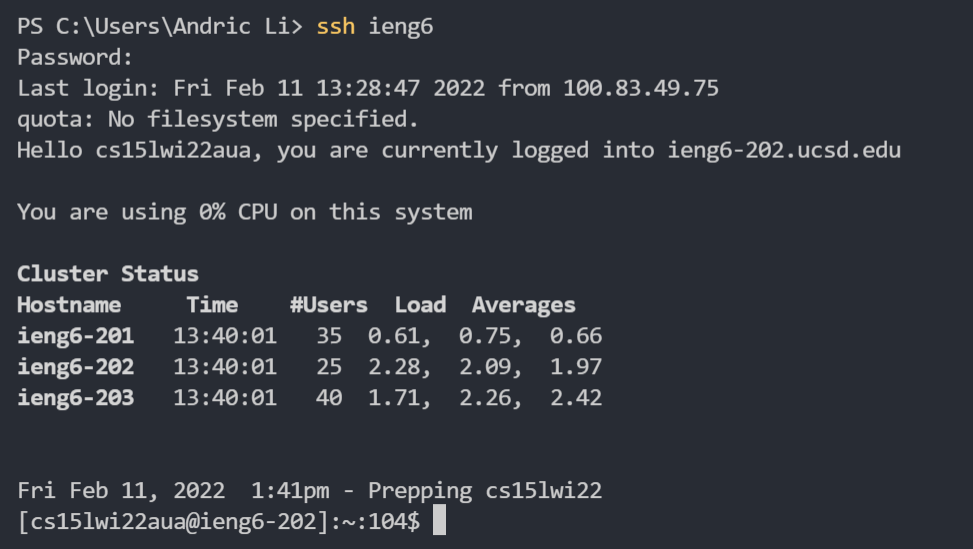 PS C:\Users\Andric Li> ssh ieng6
Password:
Last login: Fri Feb 11 13:28:47 2022 from 100.83.49.75
quota: No filesystem specified.
Hello cs15lwi22aua, you are currently logged into ieng6-202.ucsd.edu
You are using 0% CPU on this system
Cluster Status
Hostname     Time    #Users  Load  Averages
ieng6-201   13:40:01   35  0.61,  0.75,  0.66
ieng6-202   13:40:01   25  2.28,  2.09,  1.97
ieng6-203   13:40:01   40  1.71,  2.26,  2.42
Fri Feb 11, 2022  1:41pm - Prepping cs15lwi22
[cs15lwi22aua@ieng6-202]:~:104$